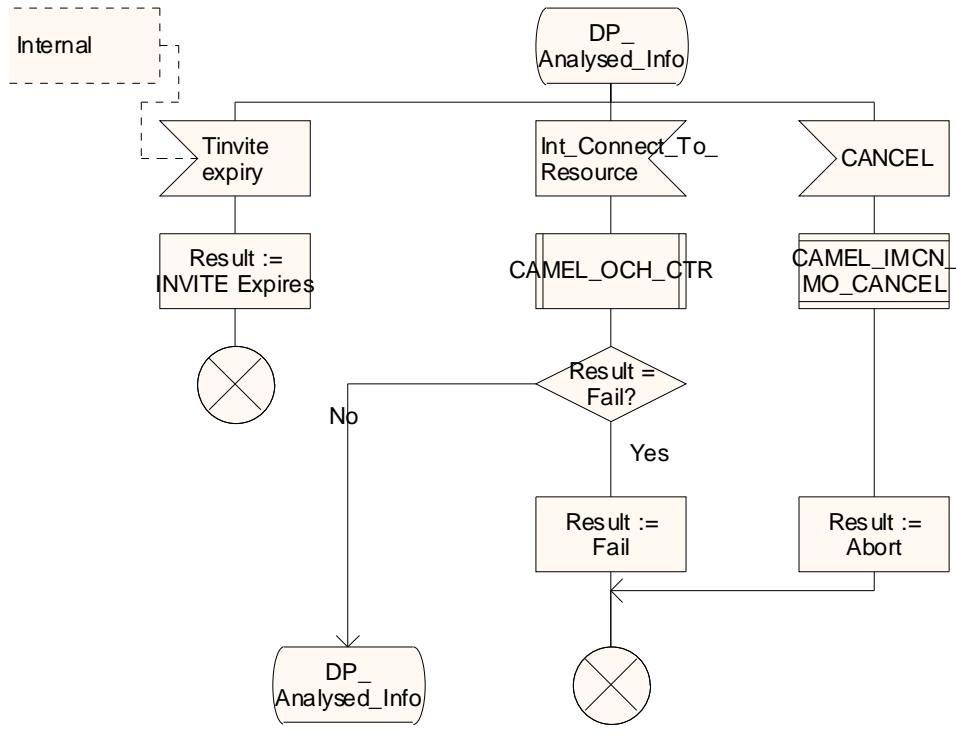 Internal
DP_
Analysed_Info
Tinvite
expiry
Int_Connect_To_
Resource
CANCEL
Result :=
INVITE Expires
CAMEL_OCH_CTR
CAMEL_IMCN_
MO_CANCEL
Result =
Fail?
No
Yes
Result :=
Fail
Result :=
Abort
DP_
Analysed_Info